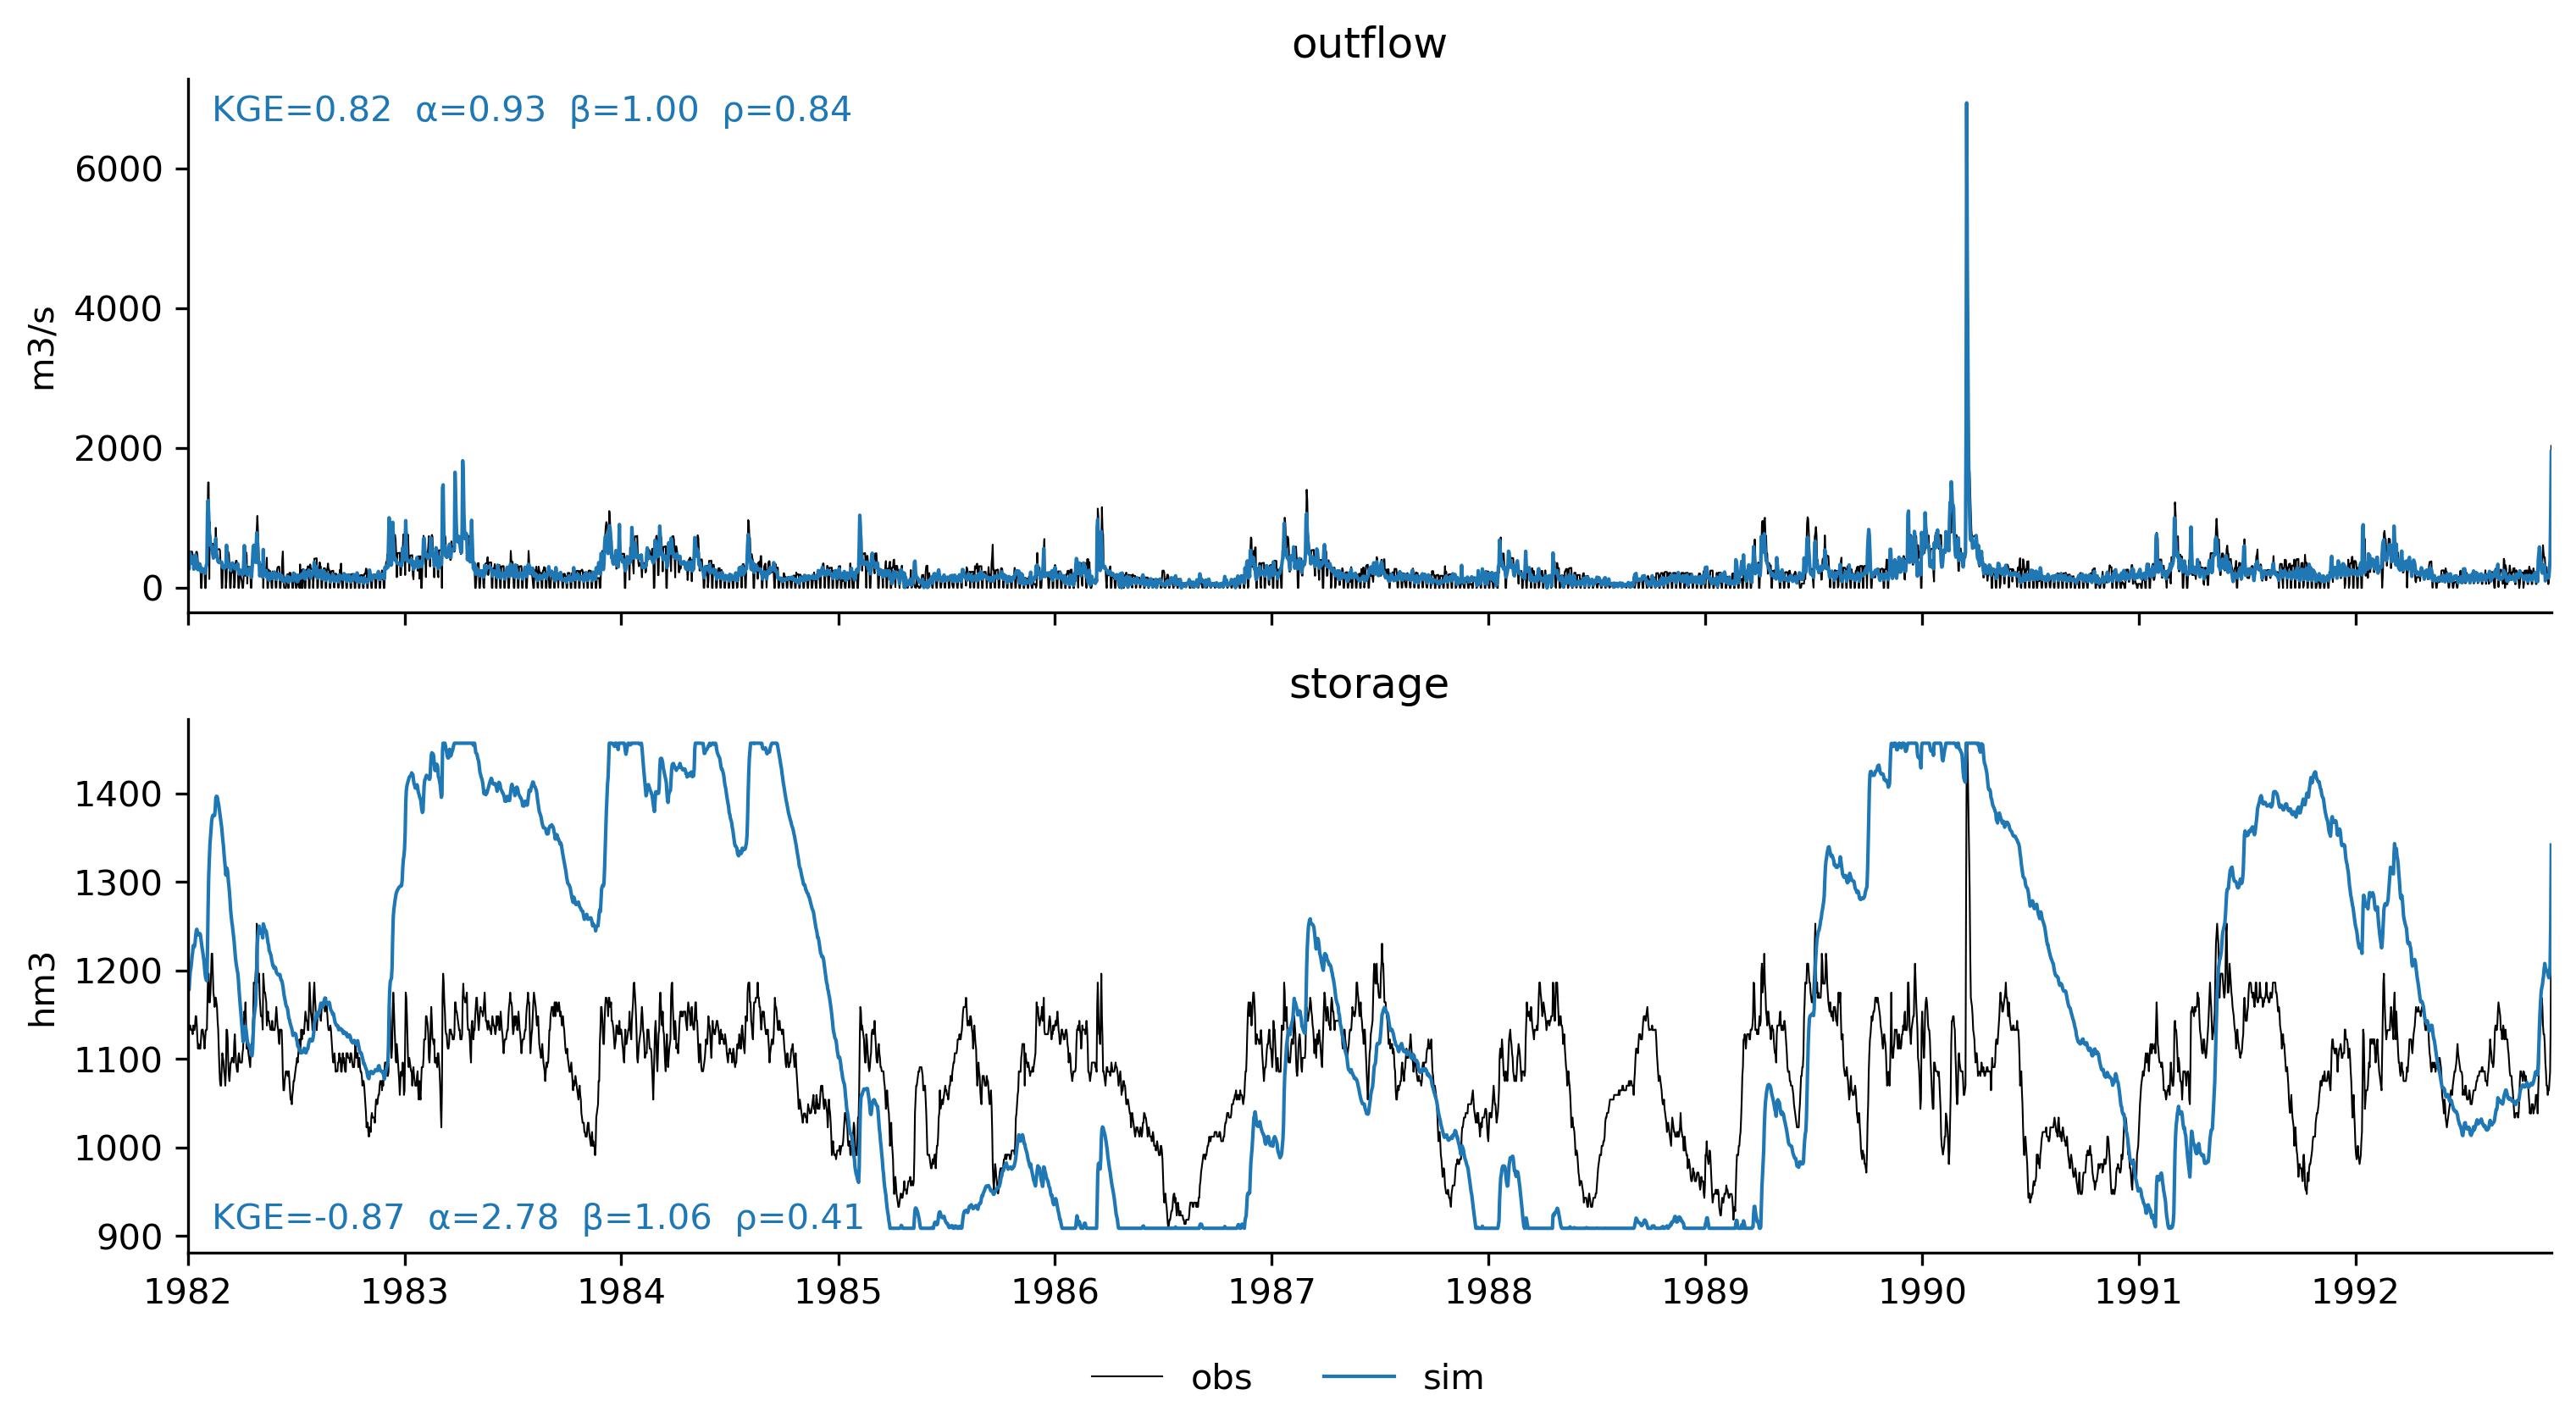 outflow
KGE=0.82 α=0.93 β=1.00 ρ=0.84
6000
4000
2000
0
m3/s
storage
1400
1300
1200
1100
1000
900
hm3
KGE=-0.87 α=2.78 β=1.06 ρ=0.41
1982 1983 1984 1985 1986 1987 1988 1989 1990 1991 1992
obs sim